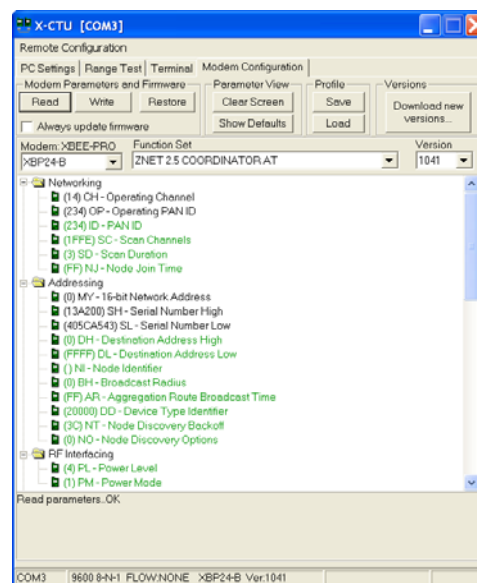 X-CTU [COM3]
Remote Configuration
PC Settings Range Test Terminal Modem Configuration
Modem Parameters and Firmware Parameter View Profile Versions
Read Write Restore Clear Screen Save Download new
versions...
Always update firmware Show Defaults Load
Modem: XBEE-PRO Function Set Version
XBP24-B ZNET 2.5 COORDINATOR AT 1041
Networking
(14) CH - Operating Channel
(234) OP - Operating PAN ID
(234) ID - PAN ID
(1FFE) SC - Scan Channels
(3) SD - Scan Duration
(FF) NJ - Node Join Time
Addressing
(0) MY - 16-bit Network Address
(13A200) SH - Serial Number High
(405CA543) SL - Serial Number Low
(0) DH - Destination Address High
(FFFF) DL - Destination Address Low
() NI - Node Identifier
(0) BH - Broadcast Radius
(FF) AR - Aggregation Route Broadcast Time
(20000) DD - Device Type Identifier
(3C) NT - Node Discovery Backoff
(0) NO - Node Discovery Options
RF Interfacing
(4) PL - Power Level
(1) PM - Power Mode
Read parameters..OK
COM3 9600 8-N-1 FLOW:NONE XBP24-B Ver:1041